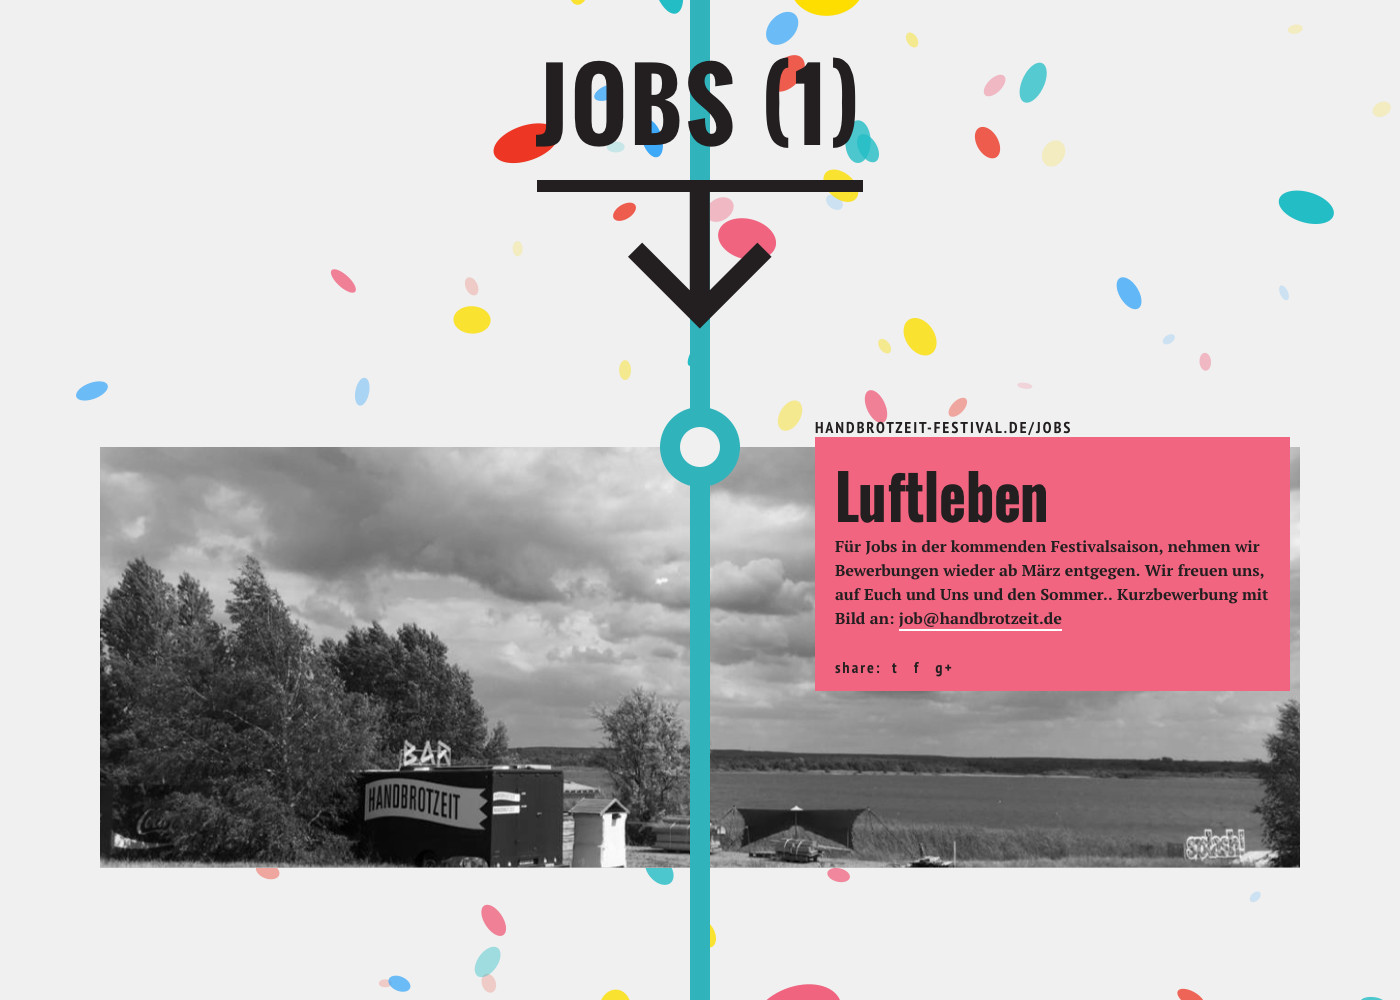 JOBS (1)
HANDBROTZEIT-FESTIVAL.DE/JOBS
Luftleben
Für Jobs in der kommenden Festivalsaison, nehmen wir
Bewerbungen wieder ab März entgegen. Wir freuen uns,
auf Euch und Uns und den Sommer.. Kurzbewerbung mit
Bild an: job@handbrotzeit.de
share: t f g+
BAR
HANDBROTZEIT
splash!